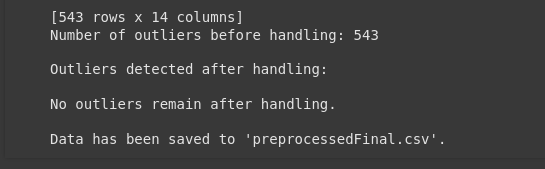 [543 rows x 14 columns]
Number of outliers before handling: 543
Outliers detected after handling:
No outliers remain after handling.
Data has been saved to 'preprocessedFinal.csv'.